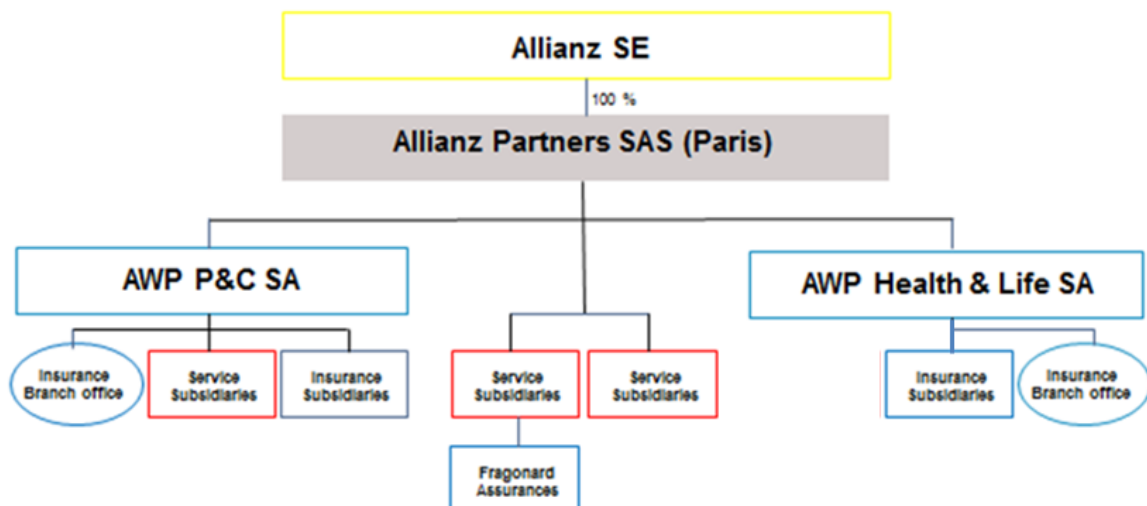 Allianz SE
100 %
Allianz Partners SAS (Paris)
AWP P&C SA
AWP Health & Life SA
Insurance
Branch office
Service
Subsidiaries
Insurance
Subsidiaries
Service
Subsidiaries
Service
Subsidiaries
Insurance
Subsidiaries
Insurance
Branch office
Fragonard
Assurances